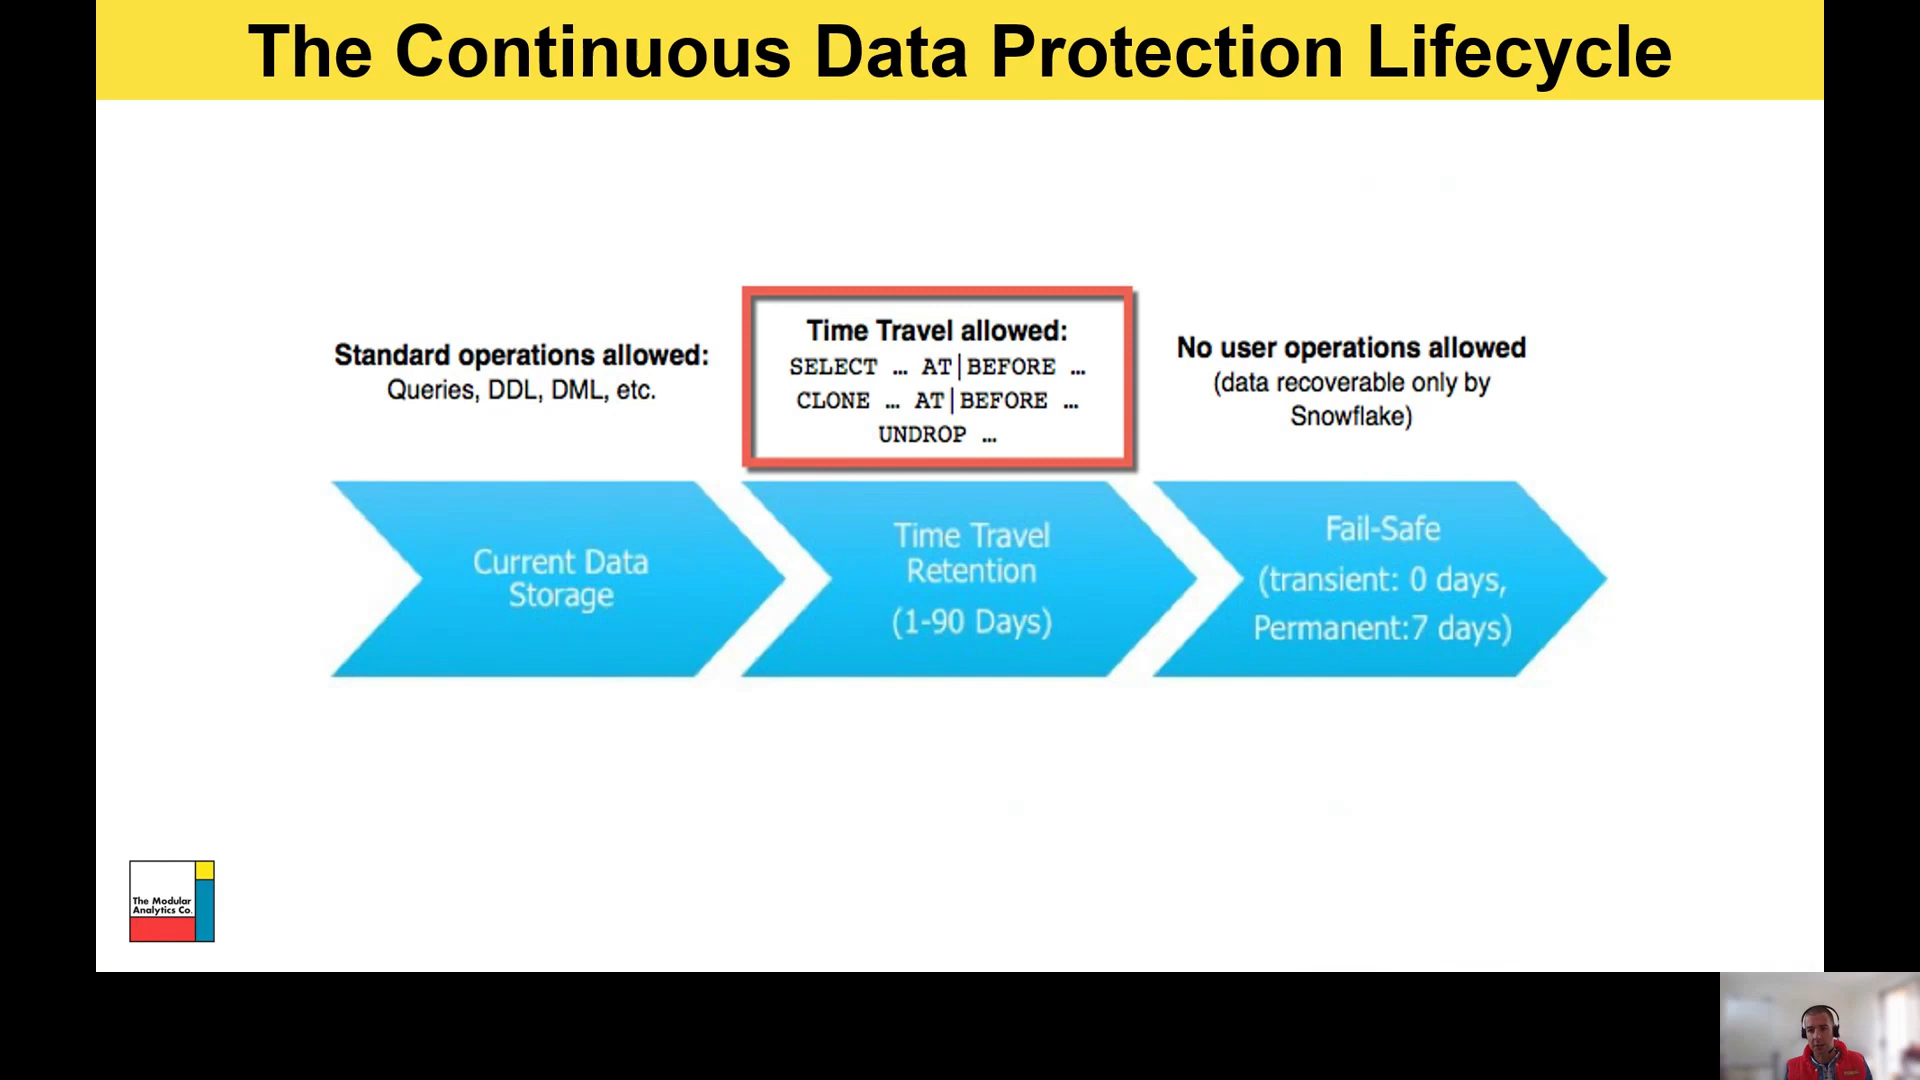 The Continuous Data Protection Lifecycle
Standard operations allowed:
Queries, DDL, DML, etc.
Time Travel allowed:
SELECT … AT|BEFORE …
CLONE … AT|BEFORE …
UNDROP …
No user operations allowed
(data recoverable only by
Snowflake)
Current Data
Storage
Time Travel
Retention
(1-90 Days)
Fail-Safe
(transient: 0 days,
Permanent:7 days)
The Modular
Analytics Co.